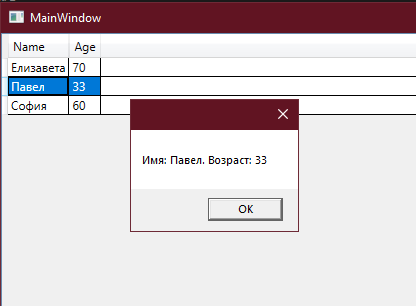 MainWindow
Name Age
Елизавета 70
Павел 33
София 60
Имя: Павел. Возраст: 33
OK